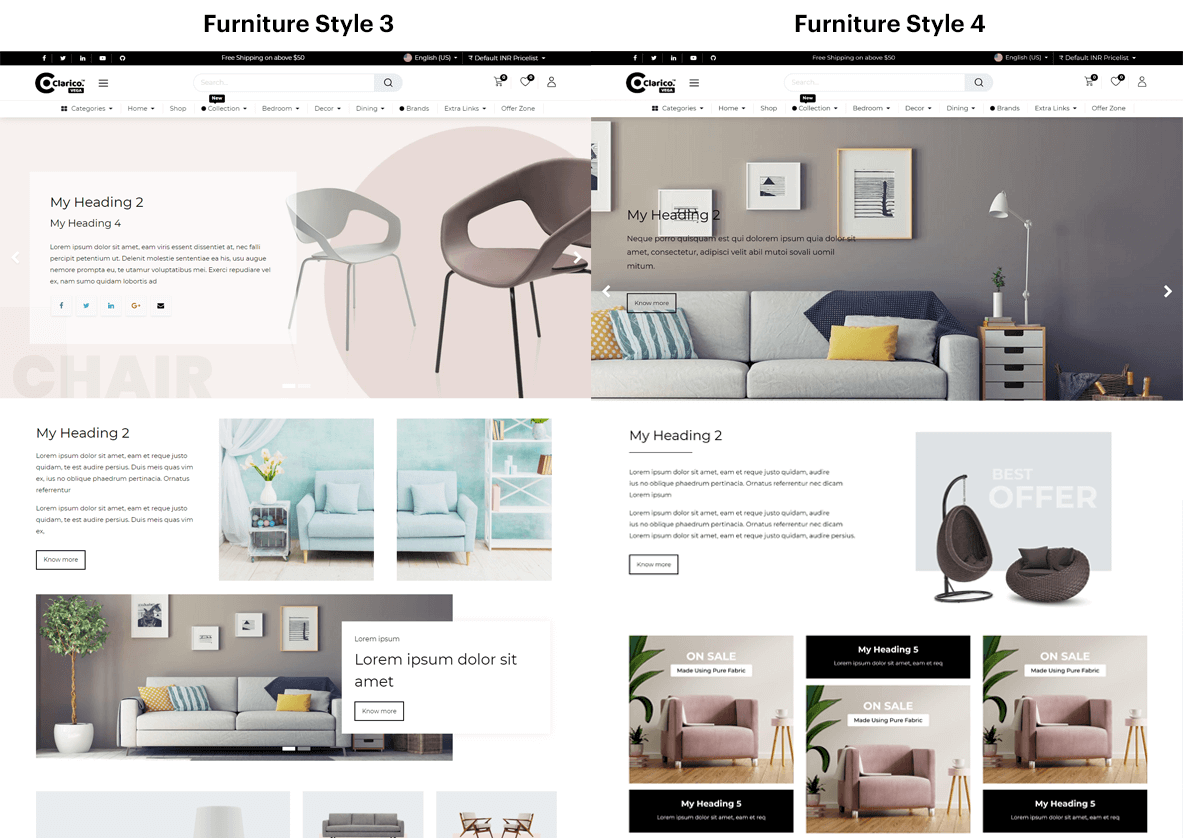 Furniture Style 3
Free Shipping on above $50
English (US)
₹ Default INR Pricelist
Clarico
VEGA
Search...
0
0
New
Categories
Home
Shop
Collection
Bedroom
Decor
Dining
Brands
Extra Links
Offer Zone
My Heading 2
My Heading 4
Lorem ipsum dolor sit amet, eam viris essent dissentiet at, nec falli
percipit petentium ut. Delenit molestie sententiae ea his, usu augue
nemore prompta eu, te utamur voluptatibus mei. Exerci repudiare vel
ex, nam sumo quidam lobortis ad
CHAIR
My Heading 2
Lorem ipsum dolor sit amet, eam et reque justo
quidam, te est audire persius. Duis meis quas vim
ex, ius no oblique phaedrum pertinacia. Ornatus
referrentur
Lorem ipsum dolor sit amet, eam et reque justo
quidam, te est audire persius. Duis meis quas vim
ex,
Know more
Lorem ipsum
Lorem ipsum dolor sit
amet
Know more
Furniture Style 4
Free Shipping on above $50
English (US)
₹ Default INR Pricelist
Clarico
VEGA
Search...
0
0
New
Categories
Home
Shop
Collection
Bedroom
Decor
Dining
Brands
Extra Links
Offer Zone
My Heading 2
Neque porro quisquam est qui dolorem ipsum quia dolor sit
amet, consectetur, adipisci velit abil mutoi sovali uomil
mitum.
Know more
My Heading 2
Lorem ipsum dolor sit amet, eam et reque justo quidam, audire
ius no oblique phaedrum pertinacia. Ornatus referrentur nec dicam
Lorem ipsum
Lorem ipsum dolor sit amet, eam et reque justo quidam, audire
ius no oblique phaedrum pertinacia. Ornatus referrentur nec dicam
Lorem ipsum dolor sit amet, eam et reque justo quidam, audire persius.
Know more
BEST
OFFER
ON SALE
Made Using Pure Fabric
My Heading 5
Lorem ipsum dolor sit amet, eam et req
My Heading 5
Lorem ipsum dolor sit amet, eam et req
ON SALE
Made Using Pure Fabric
ON SALE
Made Using Pure Fabric
My Heading 5
Lorem ipsum dolor sit amet, eam et req